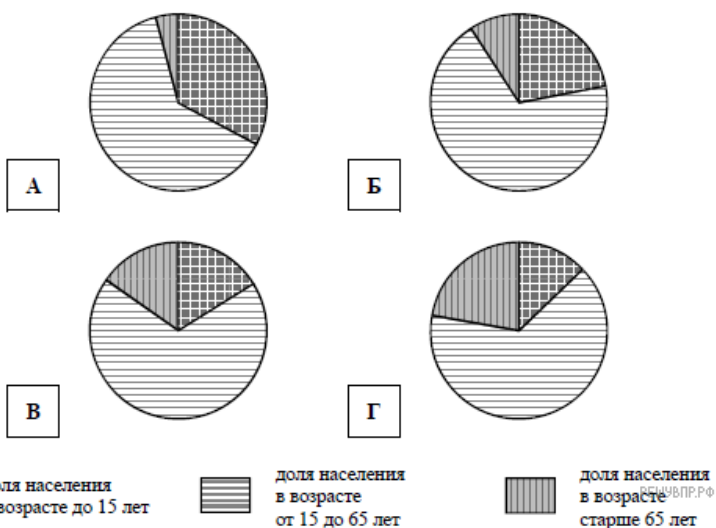 А
Б
В
Г
населения
возрасте до 15 лет
доля населения
в возрасте
от 15 до 65 лет
доля населения
в возрасте
старше 65 лет
РЕШУВПР.РФ